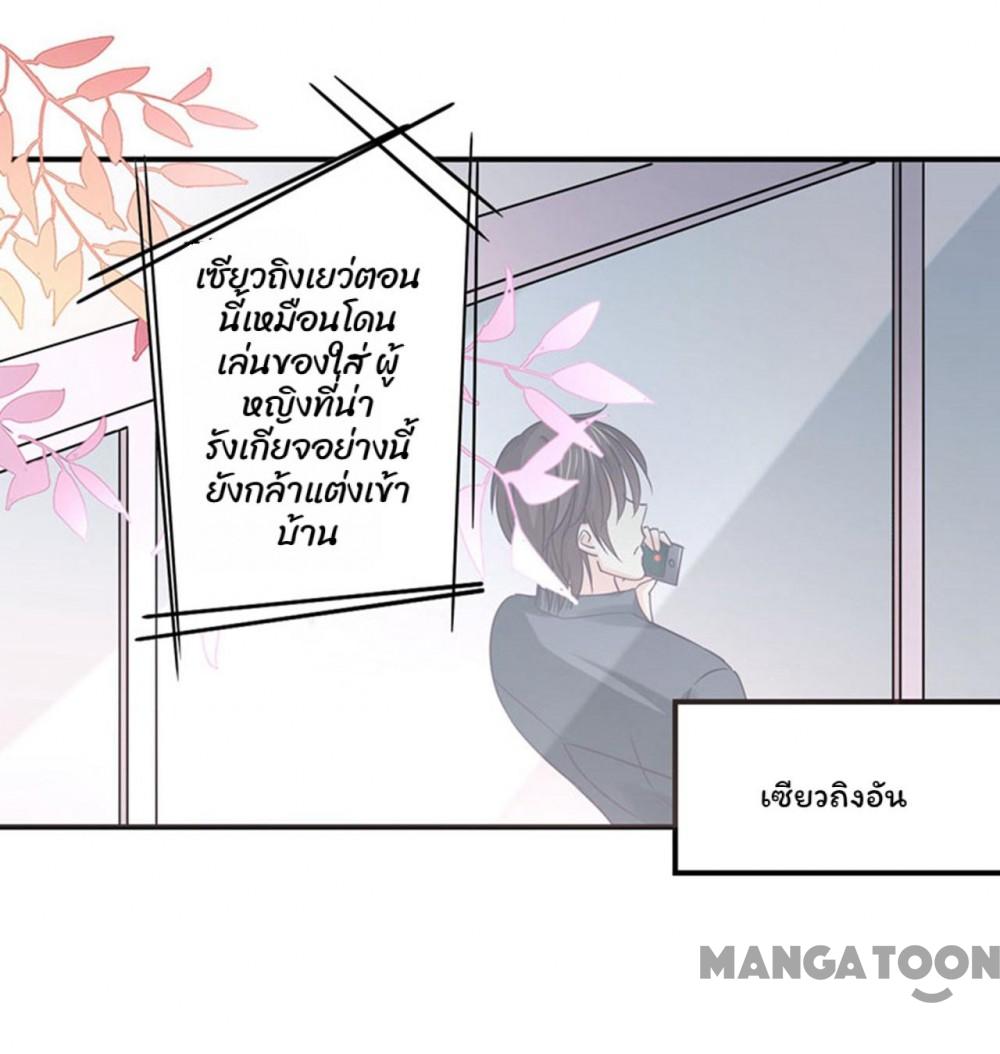 เซียวถิงเยว่ตอน
นี้เหมือนโดน
เล่นของใส่ ผู้
หญิงที่น่า
รังเกียจอย่างนี้
ยังกล้าแต่งเข้า
บ้าน
เซียวถิงอัน
MANGATOON